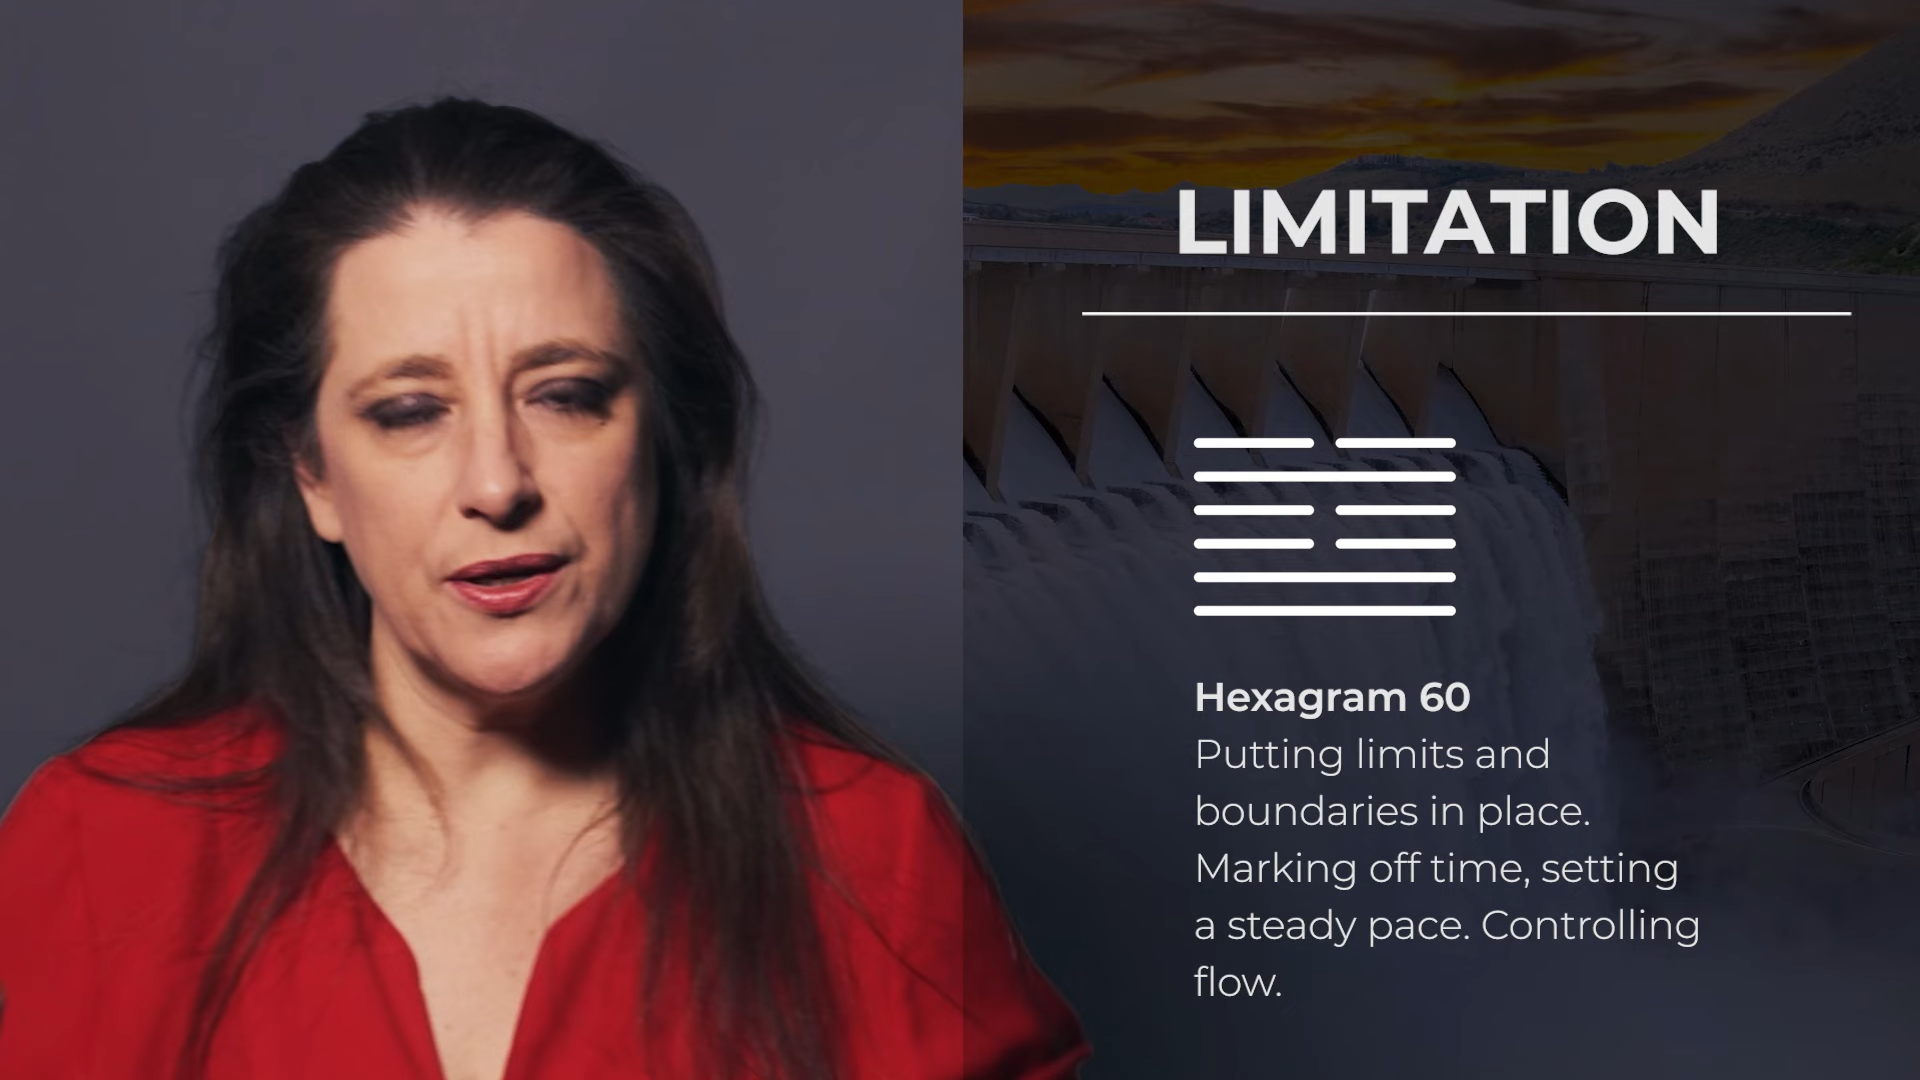 LIMITATION
Hexagram 60
Putting limits and
boundaries in place.
Marking off time, setting
a steady pace. Controlling
flow.